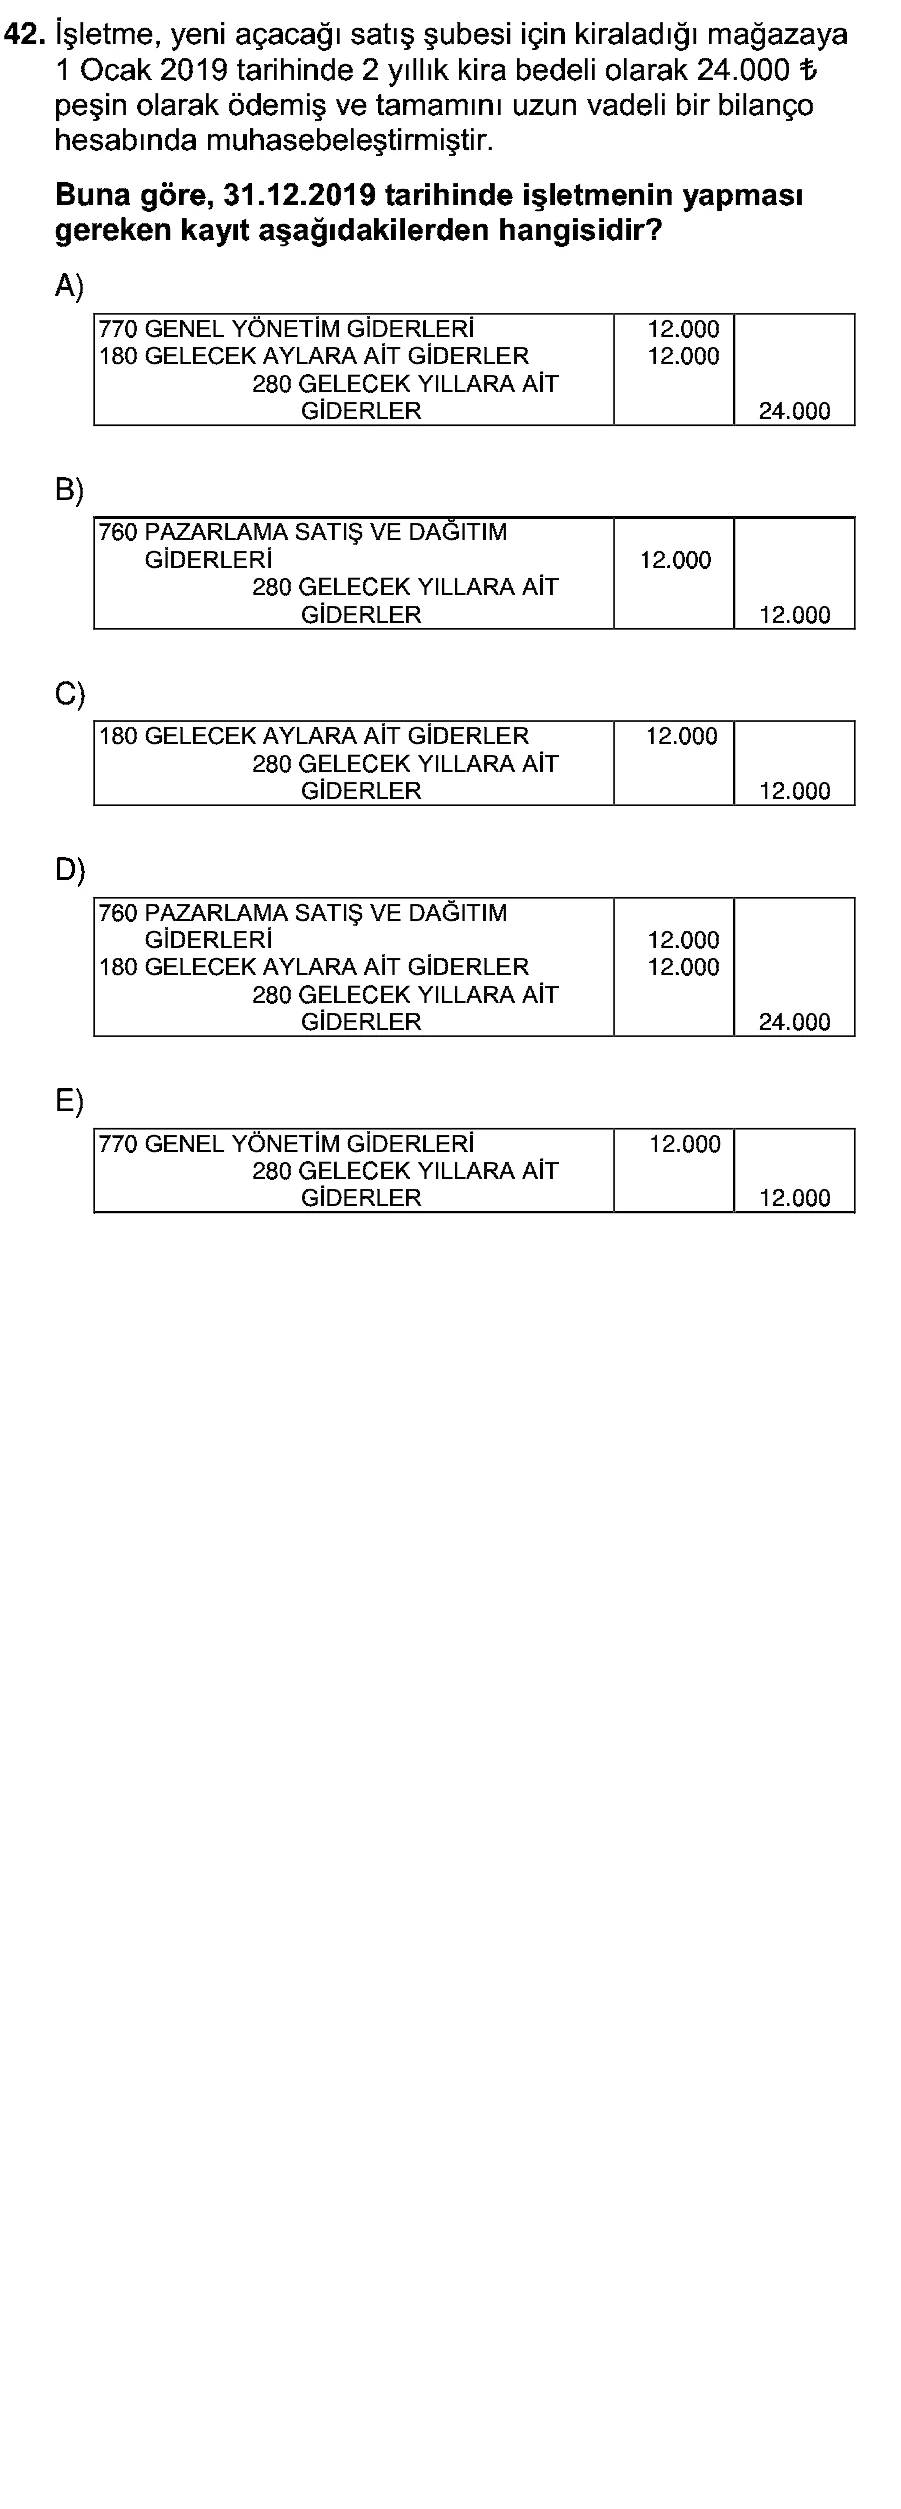 42. İşletme, yeni açacağı satış şubesi için kiraladığı mağazaya
1 Ocak 2019 tarihinde 2 yıllık kira bedeli olarak 24.000 ₺
peşin olarak ödemiş ve tamamını uzun vadeli bir bilanço
hesabında muhasebeleştirmiştir.
Buna göre, 31.12.2019 tarihinde işletmenin yapması
gereken kayıt aşağıdakilerden hangisidir?
A)
770 GENEL YÖNETİM GİDERLERİ 12.000
180 GELECEK AYLARA AİT GİDERLER 12.000
280 GELECEK YILLARA AİT
GİDERLER 24.000
B)
760 PAZARLAMA SATIŞ VE DAĞITIM
GİDERLERİ 12.000
280 GELECEK YILLARA AİT
GİDERLER 12.000
C)
180 GELECEK AYLARA AİT GİDERLER 12.000
280 GELECEK YILLARA AİT
GİDERLER 12.000
D)
760 PAZARLAMA SATIŞ VE DAĞITIM
GİDERLERİ 12.000
180 GELECEK AYLARA AİT GİDERLER 12.000
280 GELECEK YILLARA AİT
GİDERLER 24.000
E)
770 GENEL YÖNETİM GİDERLERİ 12.000
280 GELECEK YILLARA AİT
GİDERLER 12.000